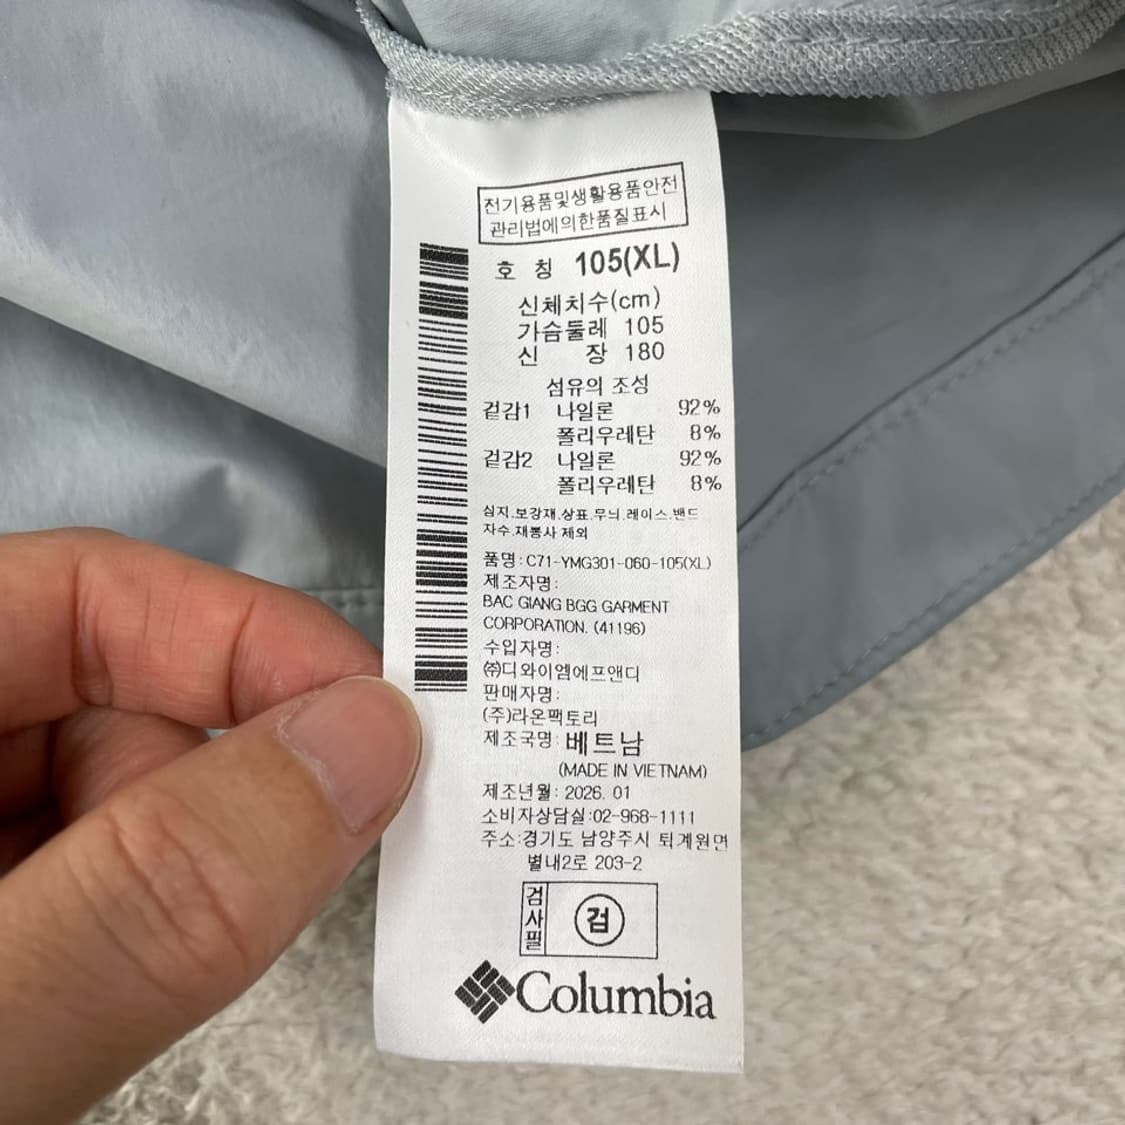 전기용품및생활용품안전
관리법에의한품질표시
호 칭 105(XL)
신체치수(cm)
가슴둘레 105
신 장 180
섬유의 조성
겉감1 나일론 92%
폴리우레탄 8%
겉감2 나일론 92%
폴리우레탄 8%
심지.보강재.상표.무늬.레이스.밴드
자수.재봉사 제외
품명:C71-YMG301-060-105(XL)
제조자명:
BAC GIANG BGG GARMENT
CORPORATION. (41196)
수입자명:
㈜디와이엠에프앤디
판매자명:
(주)라온팩토리
제조국명: 베트남
(MADE IN VIETNAM)
제조년월: 2026. 01
소비자상담실:02-968-1111
주소:경기도 남양주시 퇴계원면
별내2로 203-2
검사필 검
Columbia